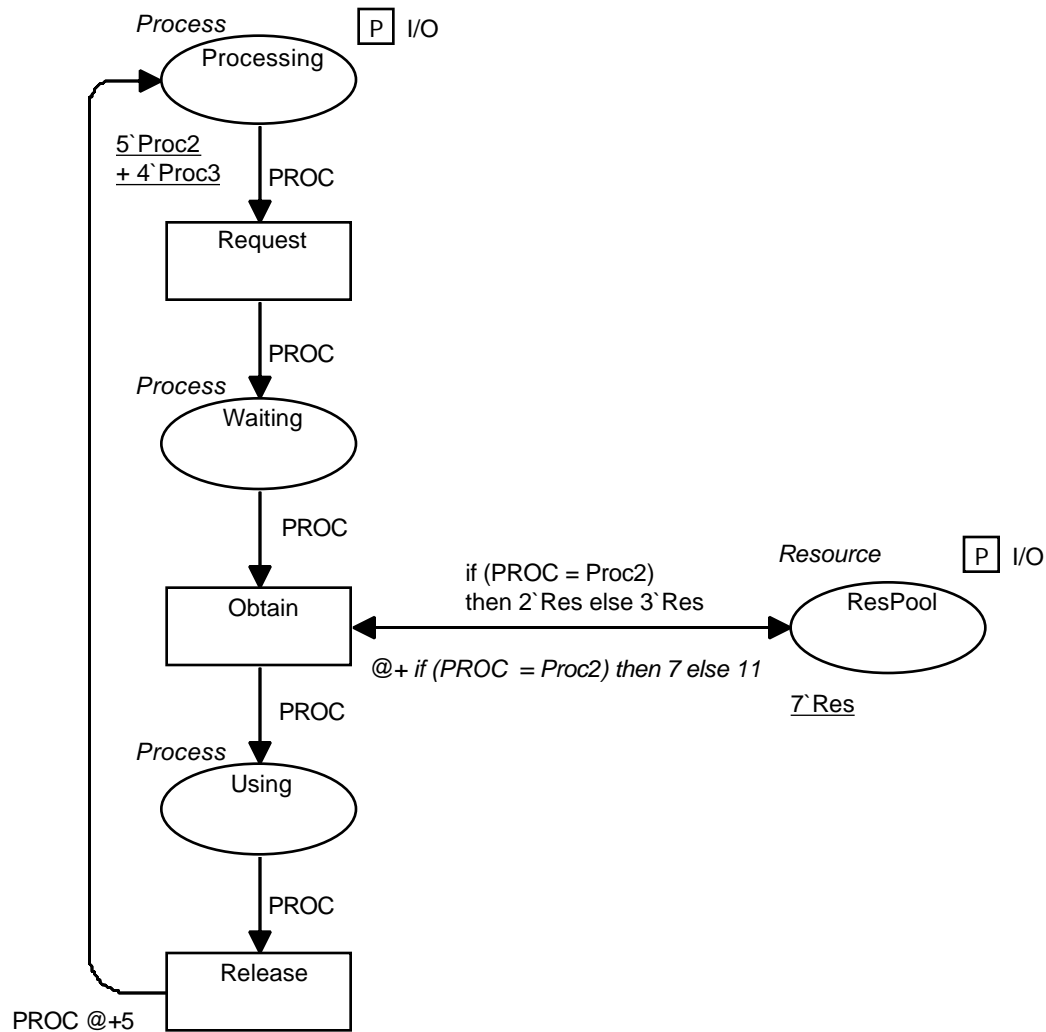 Process
P I/O
Processing
5`Proc2
+ 4`Proc3
PROC
Request
PROC
Process
Waiting
PROC
Resource
P I/O
if (PROC = Proc2)
then 2`Res else 3`Res
Obtain
ResPool
@+ if (PROC = Proc2) then 7 else 11
7`Res
PROC
Process
Using
PROC
Release
PROC @+5